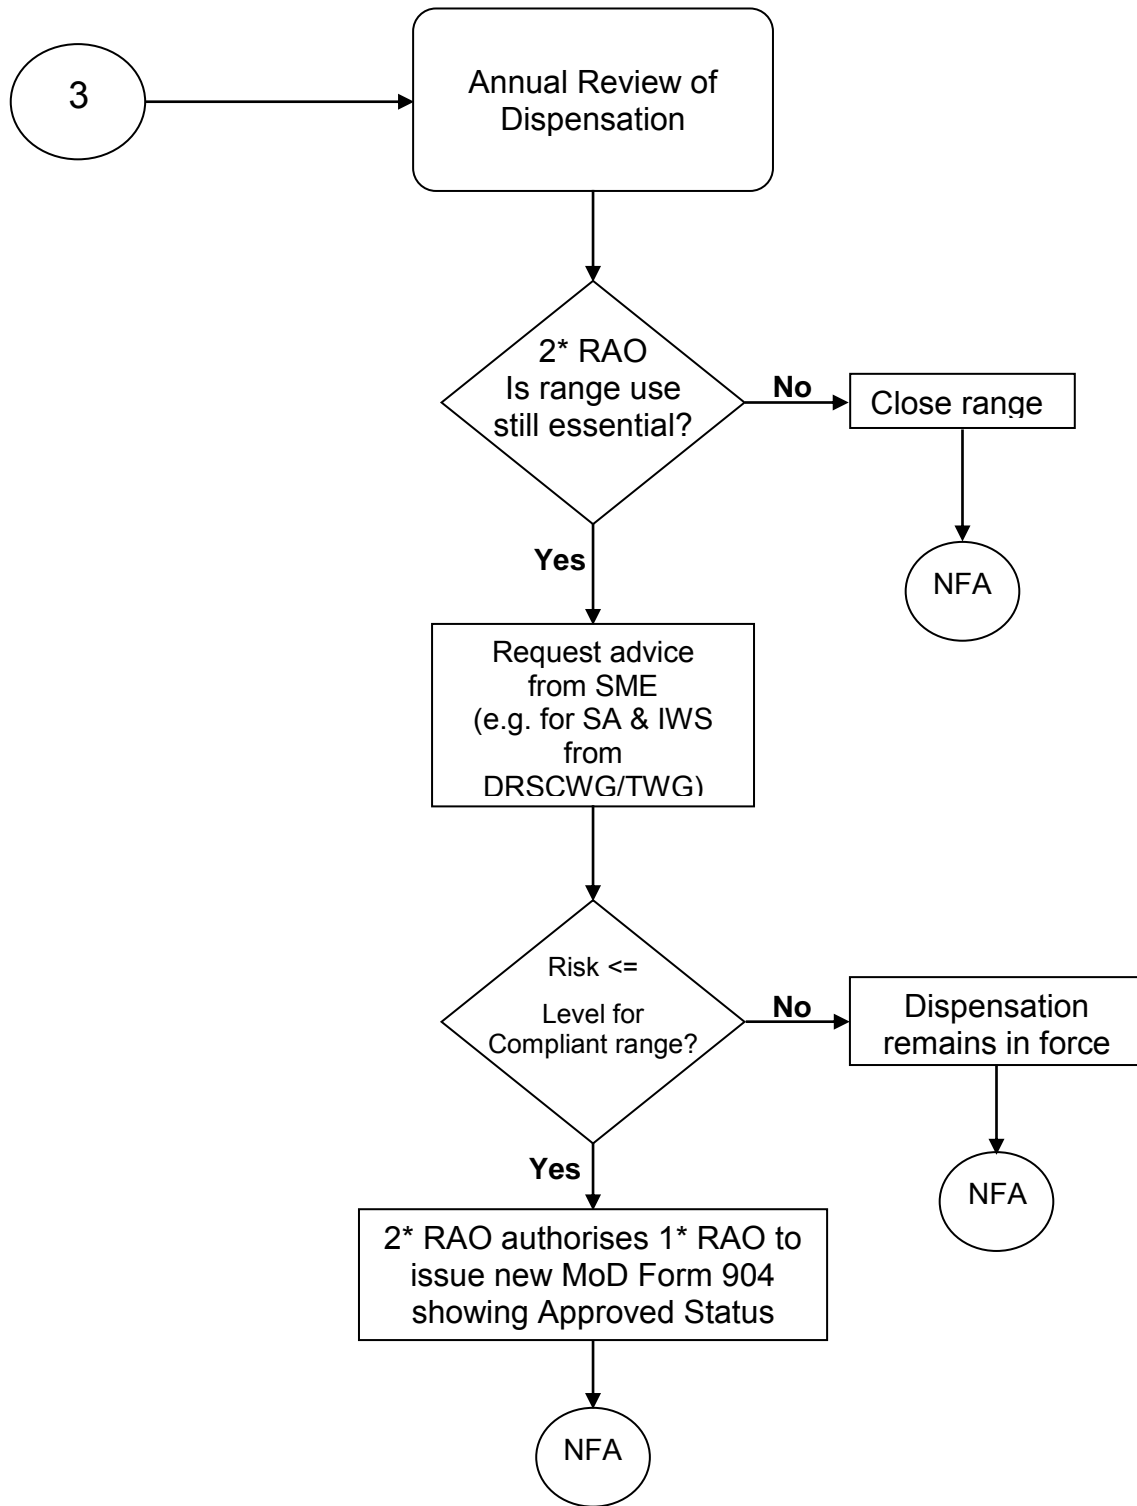 3
Annual Review of
Dispensation
2* RAO
Is range use
still essential?
No
Close range
NFA
Yes
Request advice
from SME
(e.g. for SA & IWS
from
DRSCWG/TWG)
Risk <=
Level for
Compliant range?
No
Dispensation
remains in force
NFA
Yes
2* RAO authorises 1* RAO to
issue new MoD Form 904
showing Approved Status
NFA